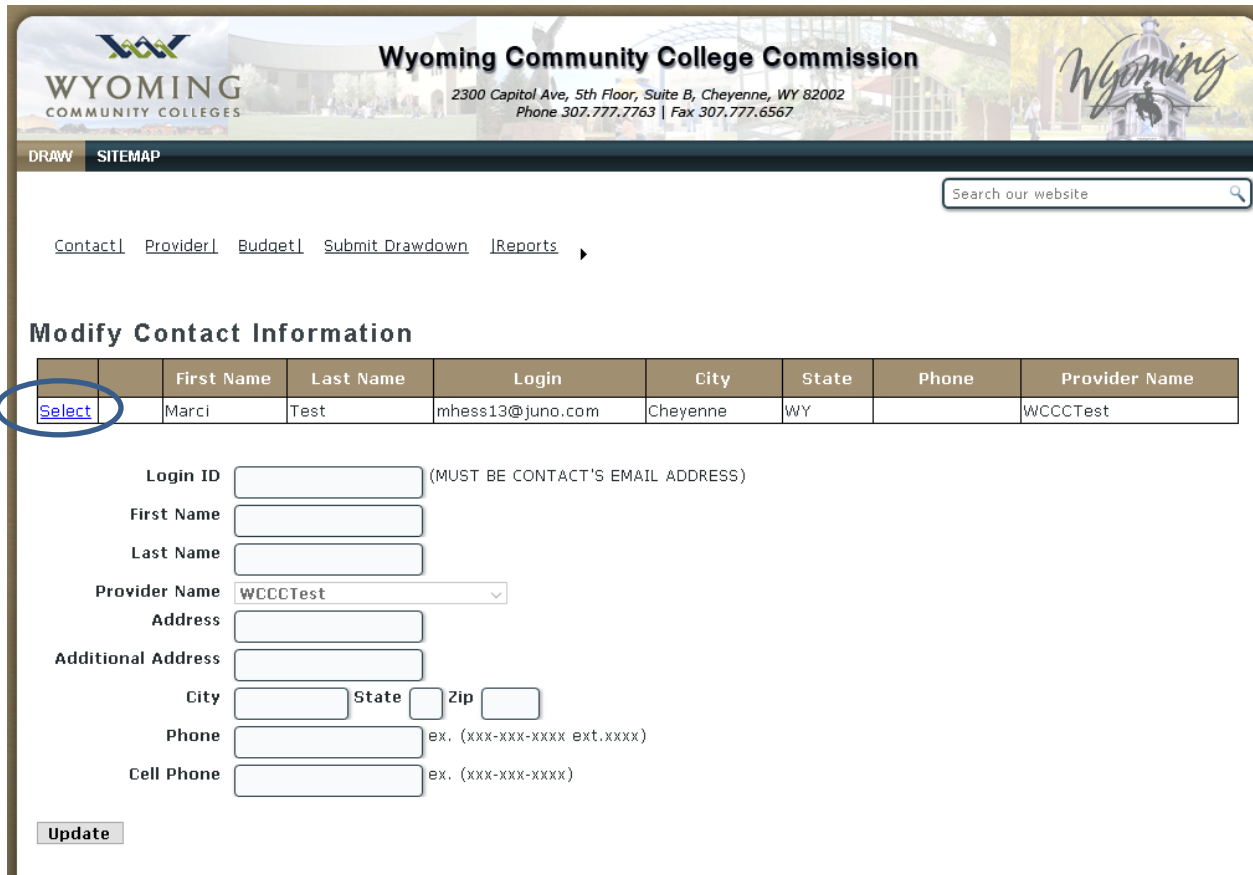 WYOMING
COMMUNITY COLLEGES
Wyoming Community College Commission
2300 Capitol Ave, 5th Floor, Suite B, Cheyenne, WY 82002
Phone 307.777.7763 | Fax 307.777.6567
Wyoming
DRAW SITEMAP
Search our website
Contact| Provider| Budget| Submit Drawdown |Reports
Modify Contact Information
First Name Last Name Login City State Phone Provider Name
Select Marci Test mhess13@juno.com Cheyenne WY WCCCTest
Login ID (MUST BE CONTACT'S EMAIL ADDRESS)
First Name
Last Name
Provider Name WCCCTest
Address
Additional Address
City State Zip
Phone ex. (xxx-xxx-xxxx ext.xxxx)
Cell Phone ex. (xxx-xxx-xxxx)
Update